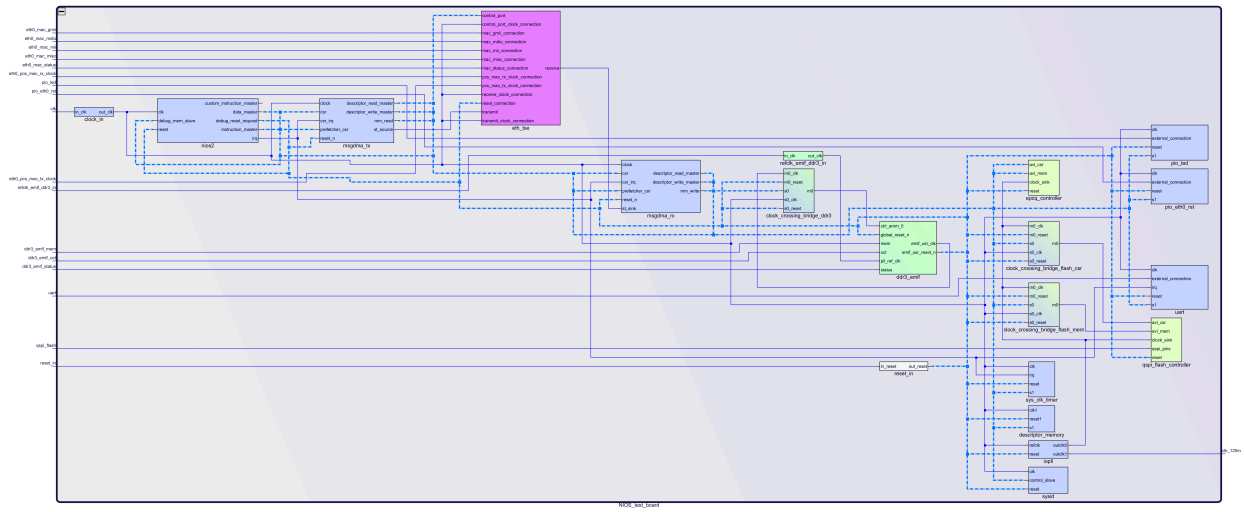 eth0_mac_gmii
eth0_mac_mdio
eth0_mac_mii
eth0_mac_misc
eth0_mac_status
eth0_pcs_mac_rx_clock
pio_led
pio_eth0_rst
clk
eth0_pcs_mac_tx_clock
refclk_emif_ddr3_in
ddr3_emif_mem
ddr3_emif_oct
ddr3_emif_status
uart
qspi_flash
reset_in
in_clk out_clk
clock_in
custom_instruction_master
clk data_master
debug_mem_slave debug_reset_request
reset instruction_master
irq
nios2
clock descriptor_read_master
csr descriptor_write_master
csr_irq mm_read
prefetcher_csr st_source
reset_n
msgdma_tx
control_port
control_port_clock_connection
mac_gmii_connection
mac_mdio_connection
mac_mii_connection
mac_misc_connection
mac_status_connection receive
pcs_mac_rx_clock_connection
pcs_mac_tx_clock_connection
receive_clock_connection
reset_connection
transmit
transmit_clock_connection
eth_tse
clock
csr descriptor_read_master
csr_irq descriptor_write_master
prefetcher_csr mm_write
reset_n
st_sink
msgdma_rx
in_clk out_clk
refclk_emif_ddr3_in
m0_clk
m0_reset
s0 m0
s0_clk
s0_reset
clock_crossing_bridge_ddr3
ctrl_amm_0
global_reset_n
mem emif_usr_clk
oct emif_usr_reset_n
pll_ref_clk
status
ddr3_emif
in_reset out_reset
reset_in
avl_csr
avl_mem
clock_sink
reset
epcq_controller
m0_clk
m0_reset
s0 m0
s0_clk
s0_reset
clock_crossing_bridge_flash_csr
m0_clk
m0_reset
s0 m0
s0_clk
s0_reset
clock_crossing_bridge_flash_mem
clk
irq
reset
s1
sys_clk_timer
clk1
reset1
s1
descriptor_memory
refclk outclk0
reset outclk1
iopll
clk
control_slave
reset
sysid
clk
external_connection
reset
s1
pio_led
clk
external_connection
reset
s1
pio_eth0_rst
clk
external_connection
irq
reset
s1
uart
avl_csr
avl_mem
clock_sink
qspi_pins
reset
qspi_flash_controller
clk_125m
NIOS_test_board